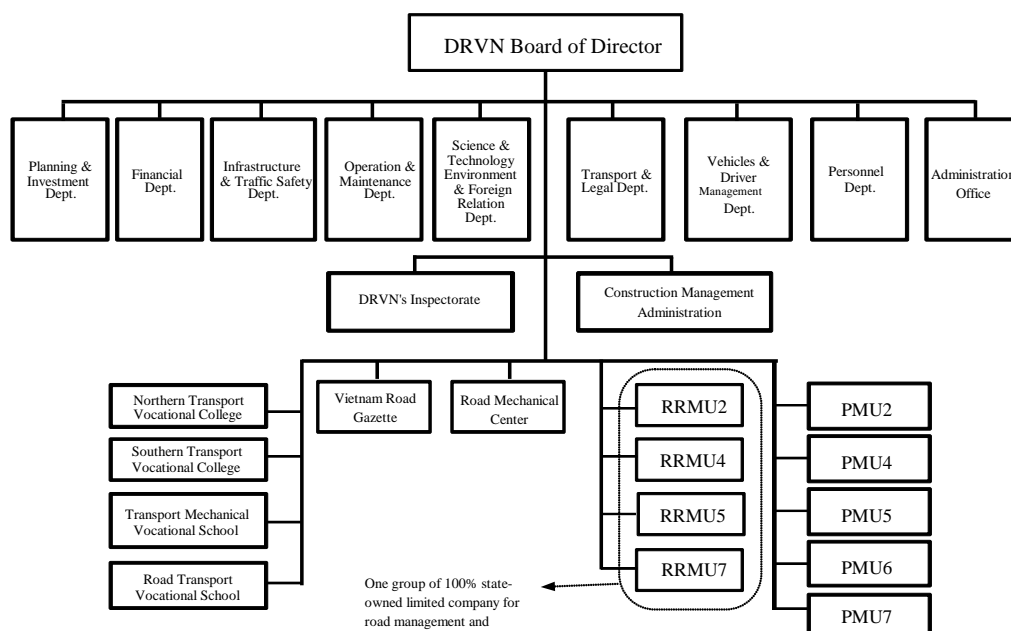 DRVN Board of Director
Planning &
Investment
Dept.
Financial
Dept.
Infrastructure
& Traffic Safety
Dept.
Operation &
Maintenance
Dept.
Science &
Technology
Environment
& Foreign
Relation
Dept.
Transport &
Legal Dept.
Vehicles &
Driver
Management
Dept.
Personnel
Dept.
Administration
Office
DRVN's Inspectorate
Construction Management
Administration
Northern Transport
Vocational College
Southern Transport
Vocational College
Transport Mechanical
Vocational School
Road Transport
Vocational School
Vietnam Road
Gazette
Road Mechanical
Center
RRMU2
RRMU4
RRMU5
RRMU7
PMU2
PMU4
PMU5
PMU6
PMU7
One group of 100% state-
owned limited company for
road management and